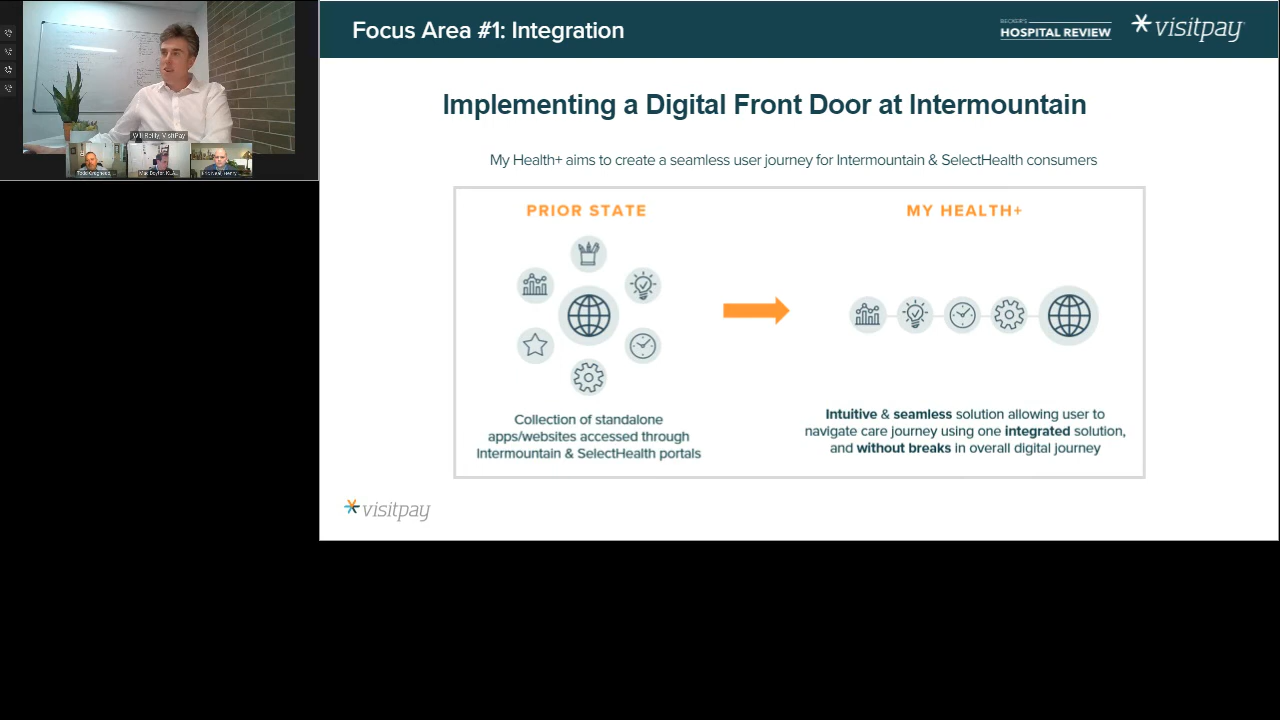 Focus Area #1: Integration
BECKER'S
HOSPITAL REVIEW
visitpay
Will Reilly, VisitPay
Implementing a Digital Front Door at Intermountain
My Health+ aims to create a seamless user journey for Intermountain & SelectHealth consumers
PRIOR STATE
MY HEALTH+
Collection of standalone
apps/websites accessed through
Intermountain & SelectHealth portals
Intuitive & seamless solution allowing user to
navigate care journey using one integrated solution,
and without breaks in overall digital journey
visitpay